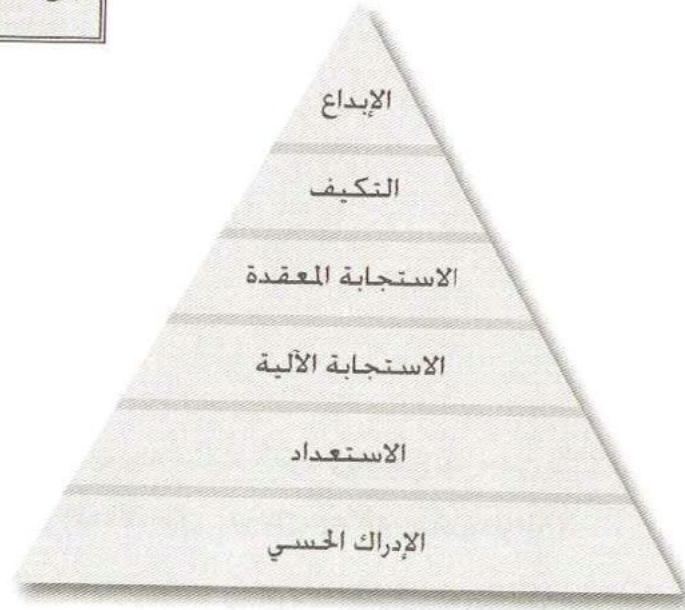 الإبداع
التكيف
الاستجابة المعقدة
الاستجابة الآلية
الاستعداد
الإدراك الحسي